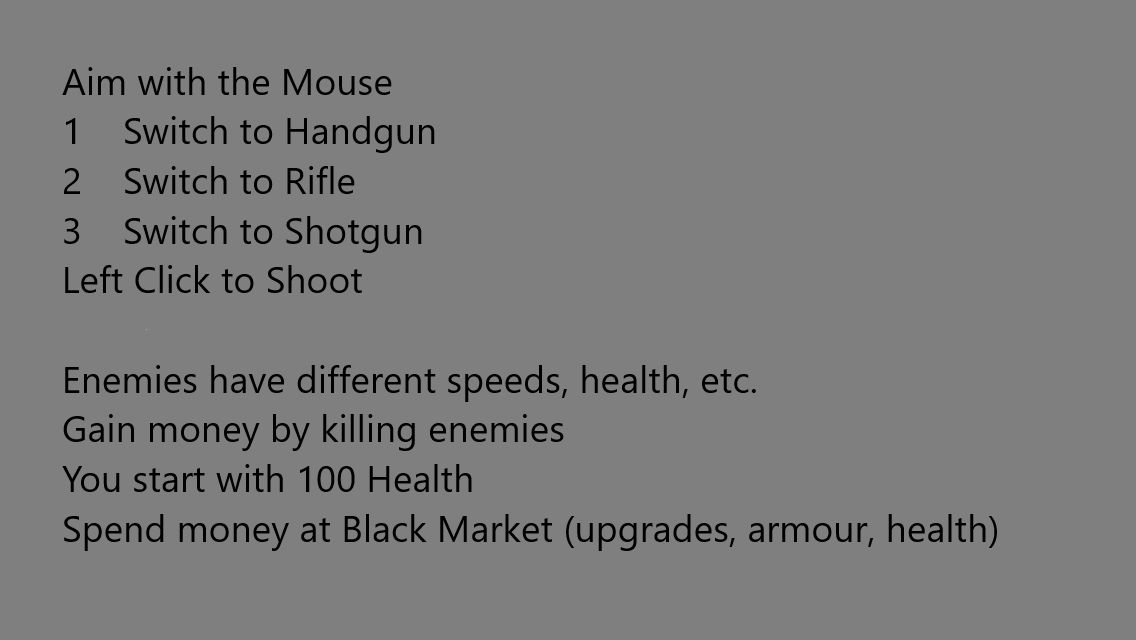 Aim with the Mouse
1 Switch to Handgun
2 Switch to Rifle
3 Switch to Shotgun
Left Click to Shoot
Enemies have different speeds, health, etc.
Gain money by killing enemies
You start with 100 Health
Spend money at Black Market (upgrades, armour, health)